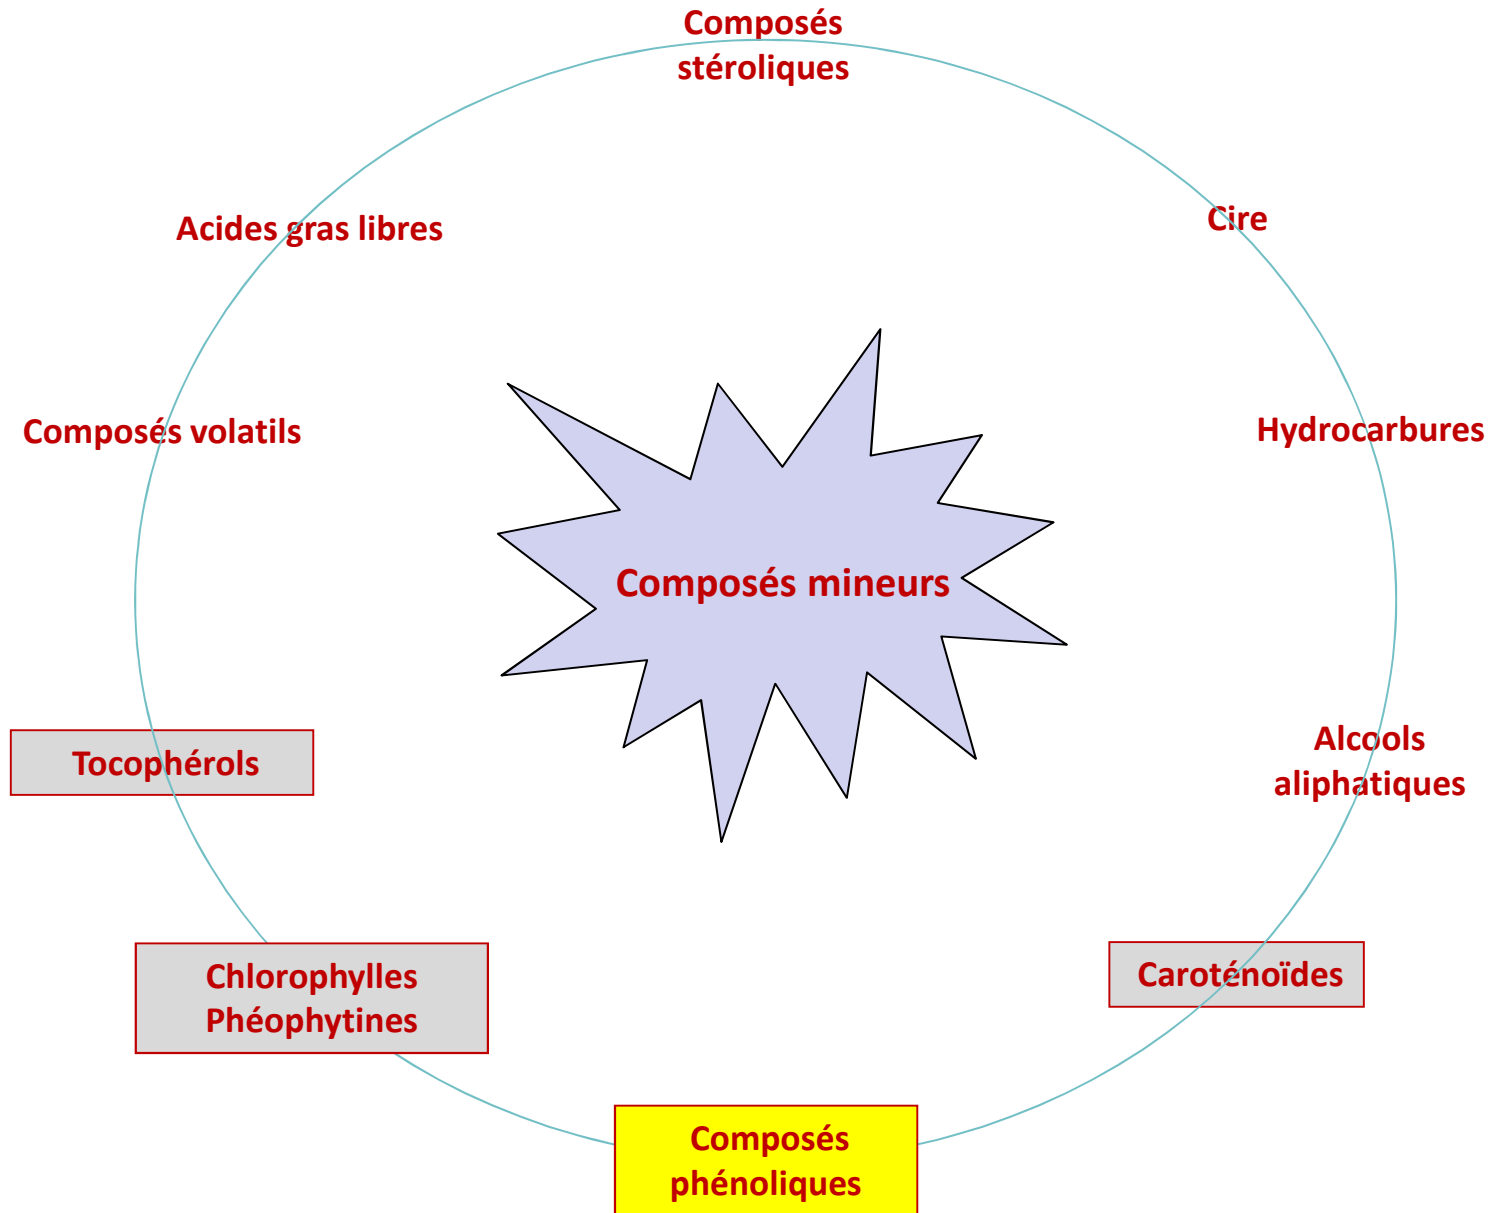 Composés
stéroliques
Acides gras libres
Cire
Composés volatils
Hydrocarbures
Composés mineurs
Tocophérols
Alcools
aliphatiques
Chlorophylles
Phéophytines
Caroténoïdes
Composés
phénoliques